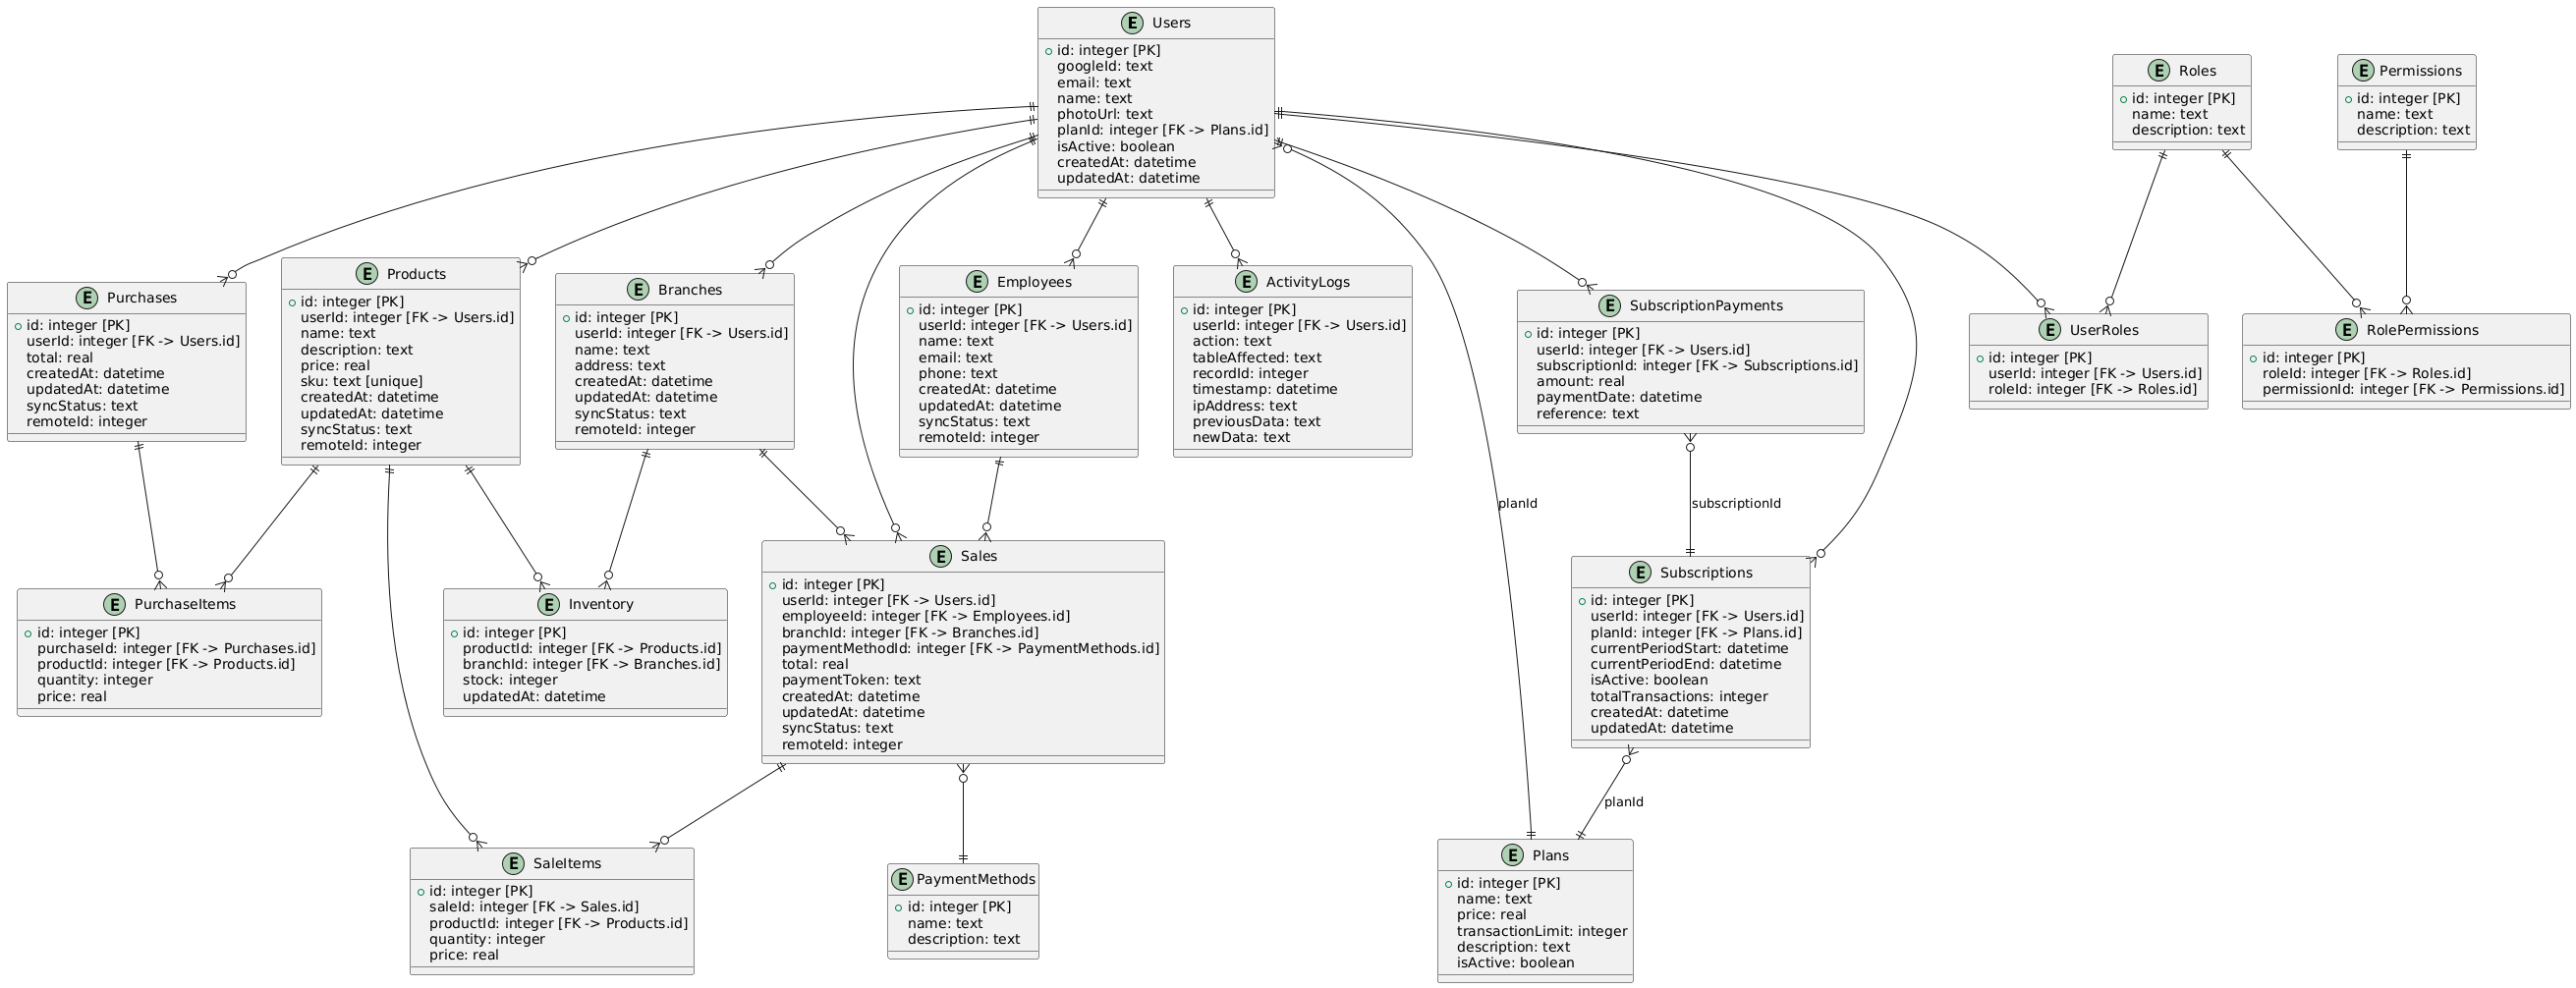 E Users
id: integer [PK]
googleId: text
email: text
name: text
photoUrl: text
planId: integer [FK -> Plans.id]
isActive: boolean
createdAt: datetime
updatedAt: datetime
E Roles
id: integer [PK]
name: text
description: text
E Permissions
id: integer [PK]
name: text
description: text
E Purchases
id: integer [PK]
userId: integer [FK -> Users.id]
total: real
createdAt: datetime
updatedAt: datetime
syncStatus: text
remoteId: integer
E Products
id: integer [PK]
userId: integer [FK -> Users.id]
name: text
description: text
price: real
sku: text [unique]
createdAt: datetime
updatedAt: datetime
syncStatus: text
remoteId: integer
E Branches
id: integer [PK]
userId: integer [FK -> Users.id]
name: text
address: text
createdAt: datetime
updatedAt: datetime
syncStatus: text
remoteId: integer
E Employees
id: integer [PK]
userId: integer [FK -> Users.id]
name: text
email: text
phone: text
createdAt: datetime
updatedAt: datetime
syncStatus: text
remoteId: integer
E ActivityLogs
id: integer [PK]
userId: integer [FK -> Users.id]
action: text
tableAffected: text
recordId: integer
timestamp: datetime
ipAddress: text
previousData: text
newData: text
E SubscriptionPayments
id: integer [PK]
userId: integer [FK -> Users.id]
subscriptionId: integer [FK -> Subscriptions.id]
amount: real
paymentDate: datetime
reference: text
E UserRoles
id: integer [PK]
userId: integer [FK -> Users.id]
roleId: integer [FK -> Roles.id]
E RolePermissions
id: integer [PK]
roleId: integer [FK -> Roles.id]
permissionId: integer [FK -> Permissions.id]
planId
subscriptionId
E PurchaseItems
id: integer [PK]
purchaseId: integer [FK -> Purchases.id]
productId: integer [FK -> Products.id]
quantity: integer
price: real
E Inventory
id: integer [PK]
productId: integer [FK -> Products.id]
branchId: integer [FK -> Branches.id]
stock: integer
updatedAt: datetime
E Sales
id: integer [PK]
userId: integer [FK -> Users.id]
employeeId: integer [FK -> Employees.id]
branchId: integer [FK -> Branches.id]
paymentMethodId: integer [FK -> PaymentMethods.id]
total: real
paymentToken: text
createdAt: datetime
updatedAt: datetime
syncStatus: text
remoteId: integer
E Subscriptions
id: integer [PK]
userId: integer [FK -> Users.id]
planId: integer [FK -> Plans.id]
currentPeriodStart: datetime
currentPeriodEnd: datetime
isActive: boolean
totalTransactions: integer
createdAt: datetime
updatedAt: datetime
planId
E SaleItems
id: integer [PK]
saleId: integer [FK -> Sales.id]
productId: integer [FK -> Products.id]
quantity: integer
price: real
E PaymentMethods
id: integer [PK]
name: text
description: text
E Plans
id: integer [PK]
name: text
price: real
transactionLimit: integer
description: text
isActive: boolean